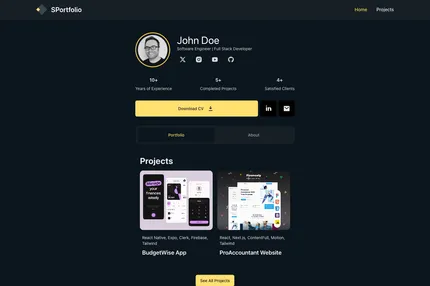 SPortfolio
Home
Projects
John Doe
Software Engineer | Full Stack Developer
10+
Years of Experience
5+
Completed Projects
4+
Satisfied Clients
Download CV
in
Portfolio
About
Projects
React Native, Expo, Clerk, Firebase,
Tailwind
BudgetWise App
React, Next.js, Contentfull, Motion,
Tailwind
ProAccountant Website
See All Projects